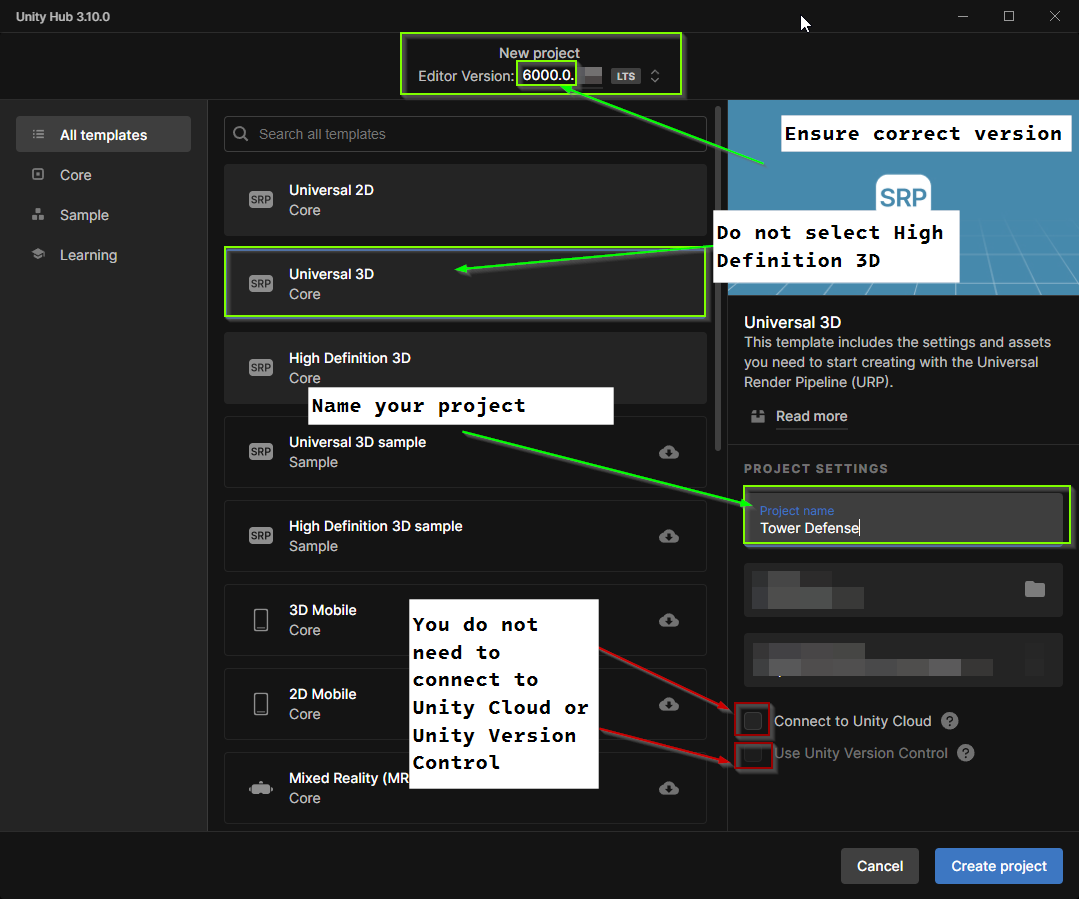 Unity Hub 3.10.0
New project
Editor Version: 6000.0. LTS
All templates
Core
Sample
Learning
Search all templates
SRP
Universal 2D
Core
SRP
Universal 3D
Core
SRP
High Definition 3D
Core
Name your project
SRP
Universal 3D sample
Sample
SRP
High Definition 3D sample
Sample
3D Mobile
Core
2D Mobile
Core
Mixed Reality (MR
Core
You do not
need to
connect to
Unity Cloud or
Unity Version
Control
Ensure correct version
SRP
Do not select High
Definition 3D
Universal 3D
This template includes the settings and assets
you need to start creating with the Universal
Render Pipeline (URP).
Read more
PROJECT SETTINGS
Project name
Tower Defense
Connect to Unity Cloud ?
Use Unity Version Control ?
Cancel
Create project